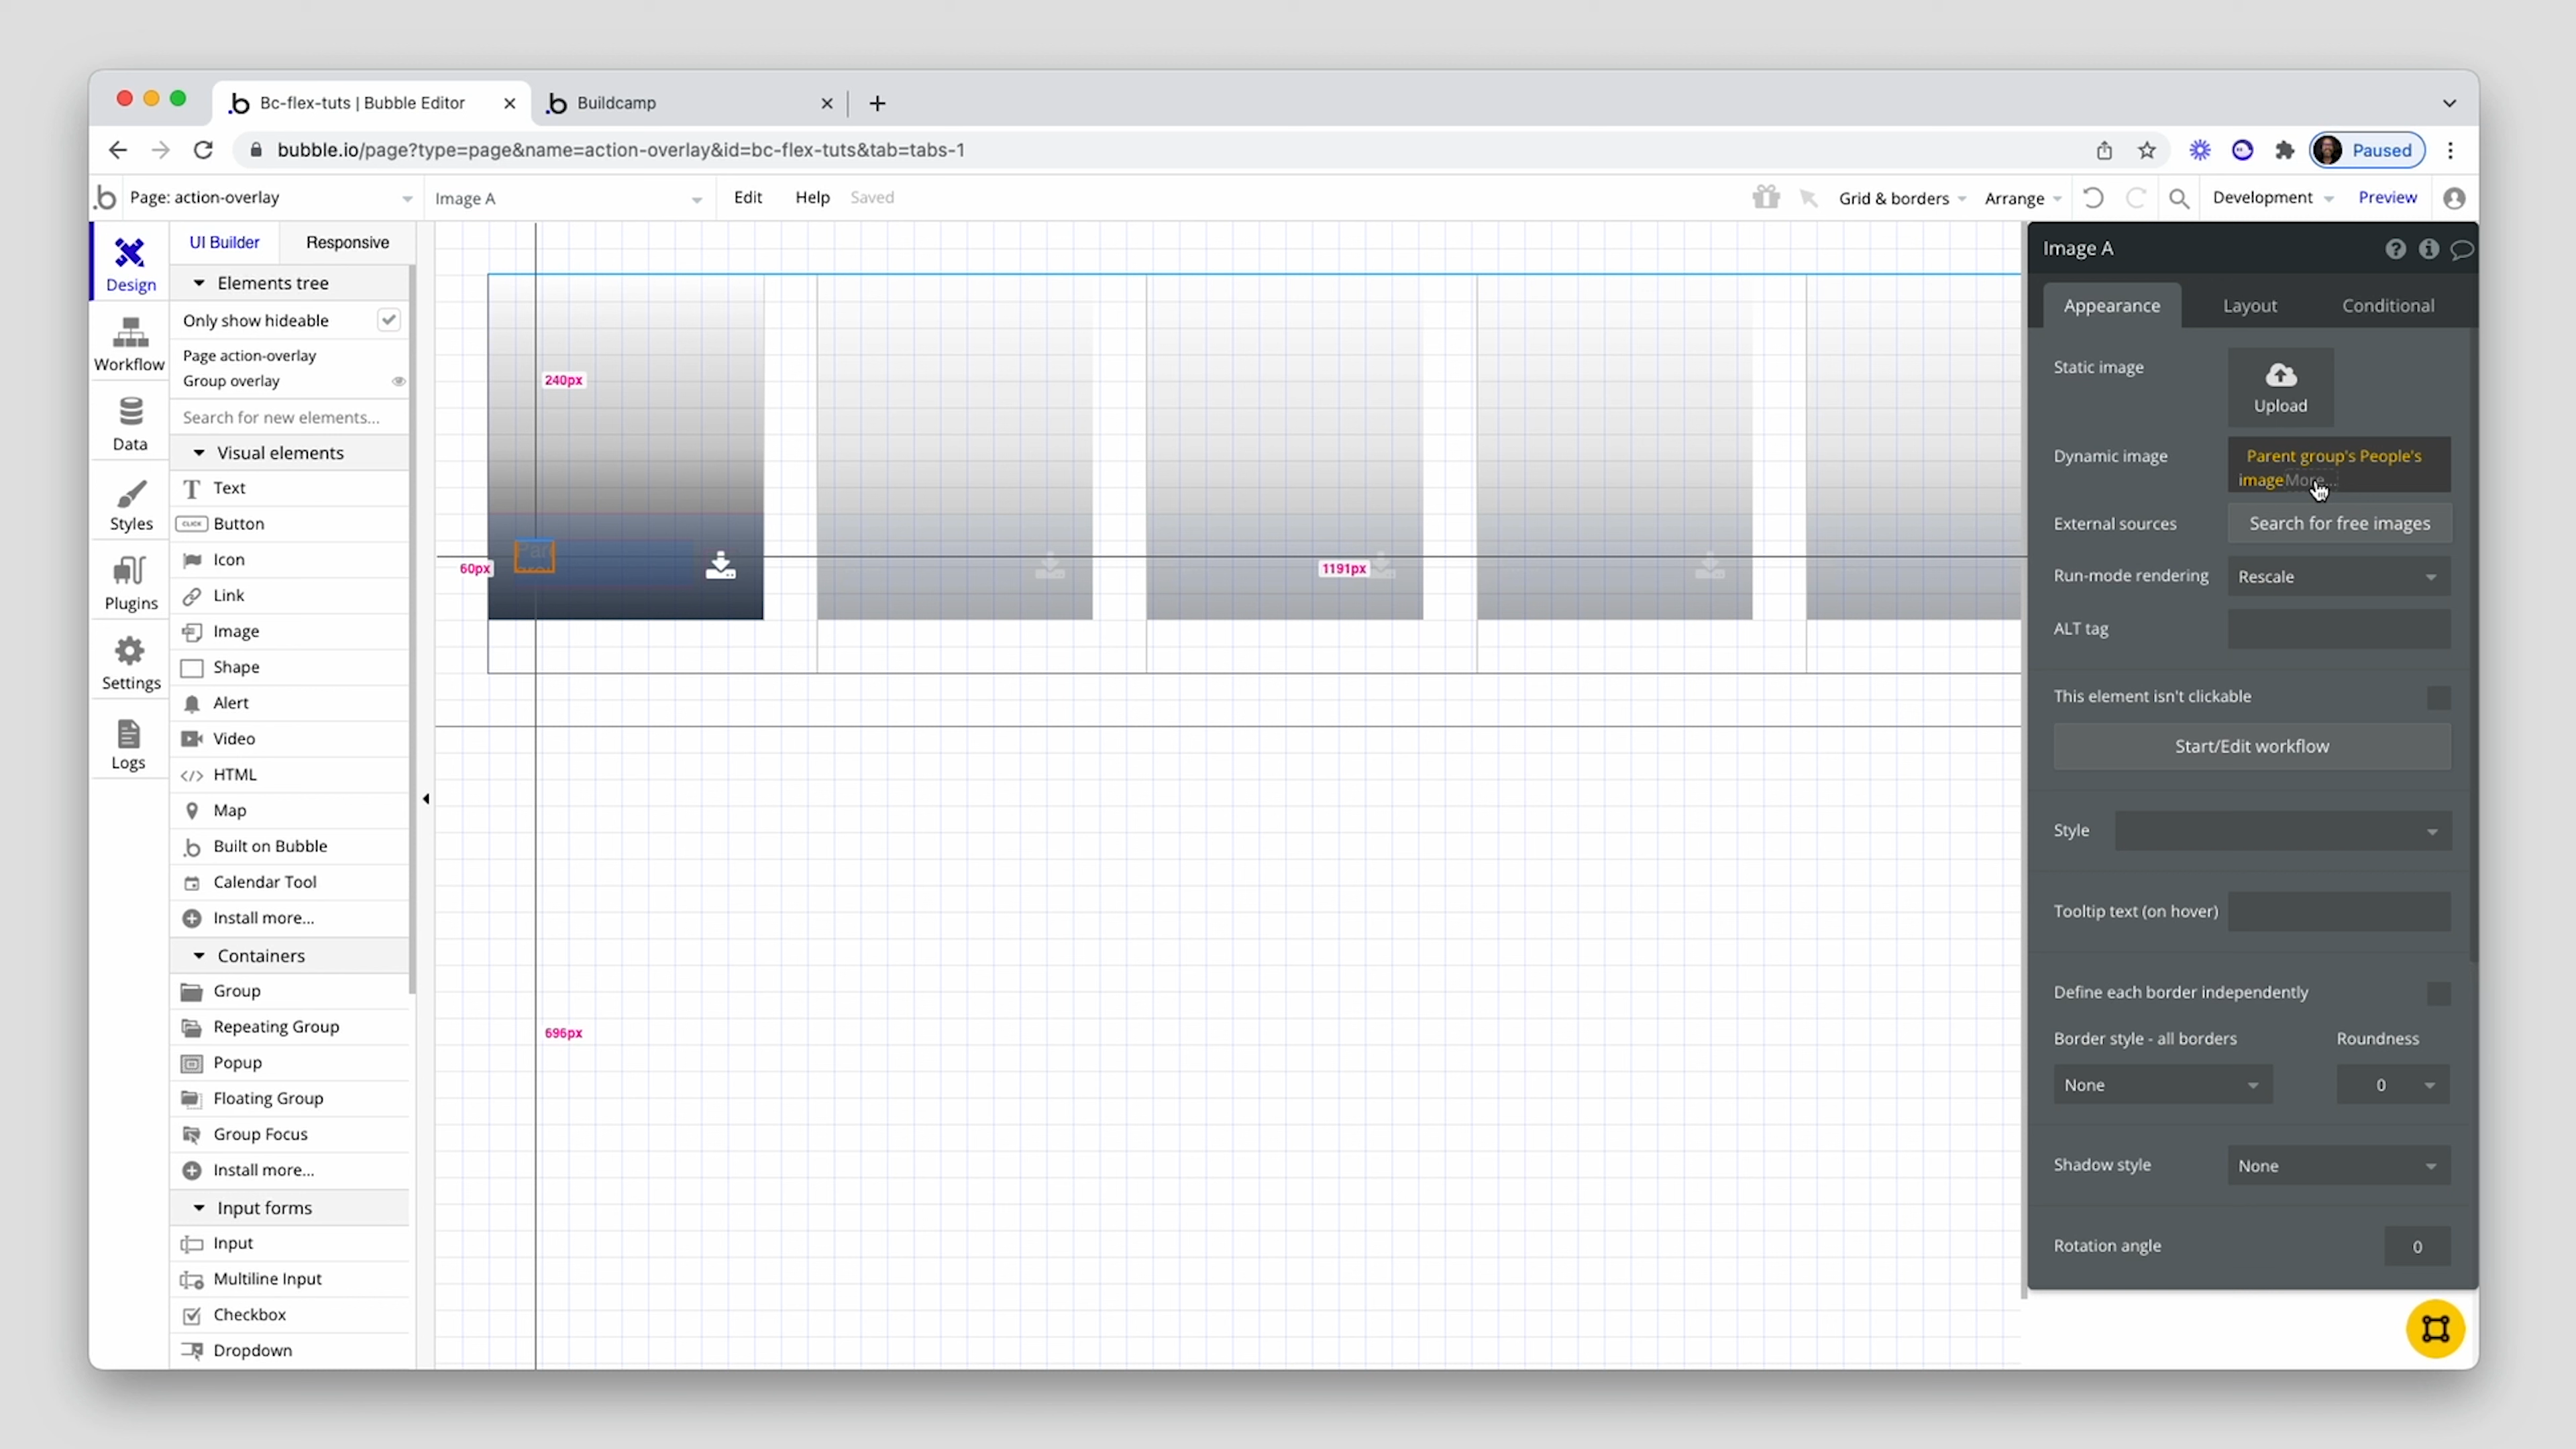 Bc-flex-tuts | Bubble Editor
Buildcamp
bubble.io/page?type=page&name=action-overlay&id=bc-flex-tuts&tab=tabs-1
Paused
Page: action-overlay
Image A
Edit
Help
Saved
Grid & borders
Arrange
Development
Preview
Design
Workflow
Data
Styles
Plugins
Settings
Logs
UI Builder
Responsive
Elements tree
Only show hideable
Page action-overlay
Group overlay
Search for new elements...
Visual elements
Text
CLICK
Button
Icon
Link
Image
Shape
Alert
Video
HTML
Map
Built on Bubble
Calendar Tool
Install more...
Containers
Group
Repeating Group
Popup
Floating Group
Group Focus
Install more...
Input forms
Input
Multiline Input
Checkbox
Dropdown
240px
60px
1191px
696px
Image A
Appearance
Layout
Conditional
Static image
Upload
Dynamic image
Parent group's People's
imageMore...
External sources
Search for free images
Run-mode rendering
Rescale
ALT tag
This element isn't clickable
Start/Edit workflow
Style
Tooltip text (on hover)
Define each border independently
Border style - all borders
Roundness
None
0
Shadow style
None
Rotation angle
0